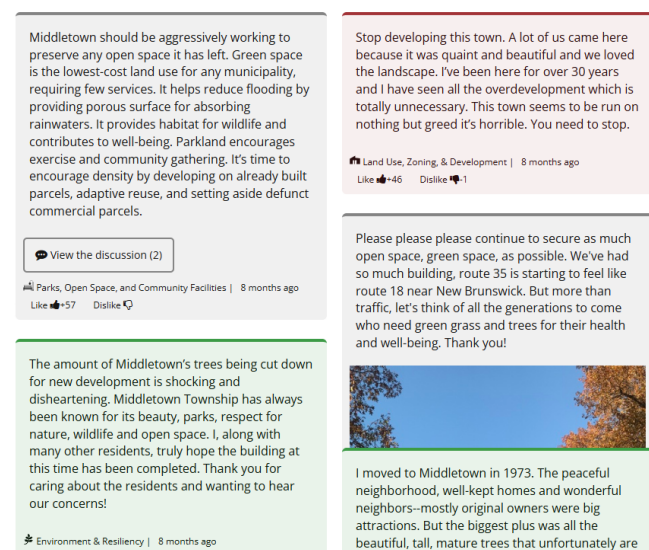 Middletown should be aggressively working to
preserve any open space it has left. Green space
is the lowest-cost land use for any municipality,
requiring few services. It helps reduce flooding by
providing porous surface for absorbing
rainwaters. It provides habitat for wildlife and
contributes to well-being. Parkland encourages
exercise and community gathering. It's time to
encourage density by developing on already built
parcels, adaptive reuse, and setting aside defunct
commercial parcels.
View the discussion (2)
Parks, Open Space, and Community Facilities | 8 months ago
Like +57 Dislike
The amount of Middletown's trees being cut down
for new development is shocking and
disheartening. Middletown Township has always
been known for its beauty, parks, respect for
nature, wildlife and open space. I, along with
many other residents, truly hope the building at
this time has been completed. Thank you for
caring about the residents and wanting to hear
our concerns!
Environment & Resiliency | 8 months ago
Stop developing this town. A lot of us came here
because it was quaint and beautiful and we loved
the landscape. I've been here for over 30 years
and I have seen all the overdevelopment which is
totally unnecessary. This town seems to be run on
nothing but greed it's horrible. You need to stop.
Land Use, Zoning, & Development | 8 months ago
Like +46 Dislike -1
Please please please continue to secure as much
open space, green space, as possible. We've had
so much building, route 35 is starting to feel like
route 18 near New Brunswick. But more than
traffic, let's think of all the generations to come
who need green grass and trees for their health
and well-being. Thank you!
I moved to Middletown in 1973. The peaceful
neighborhood, well-kept homes and wonderful
neighbors--mostly original owners were big
attractions. But the biggest plus was all the
beautiful, tall, mature trees that unfortunately are